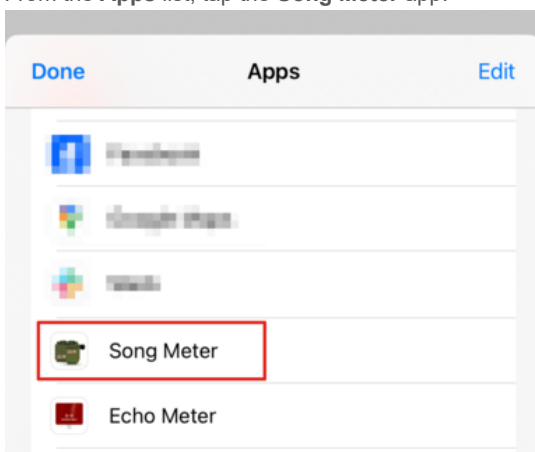 From the Apps list, tap the Song Meter app.
Done
Apps
Edit
Song Meter
Echo Meter